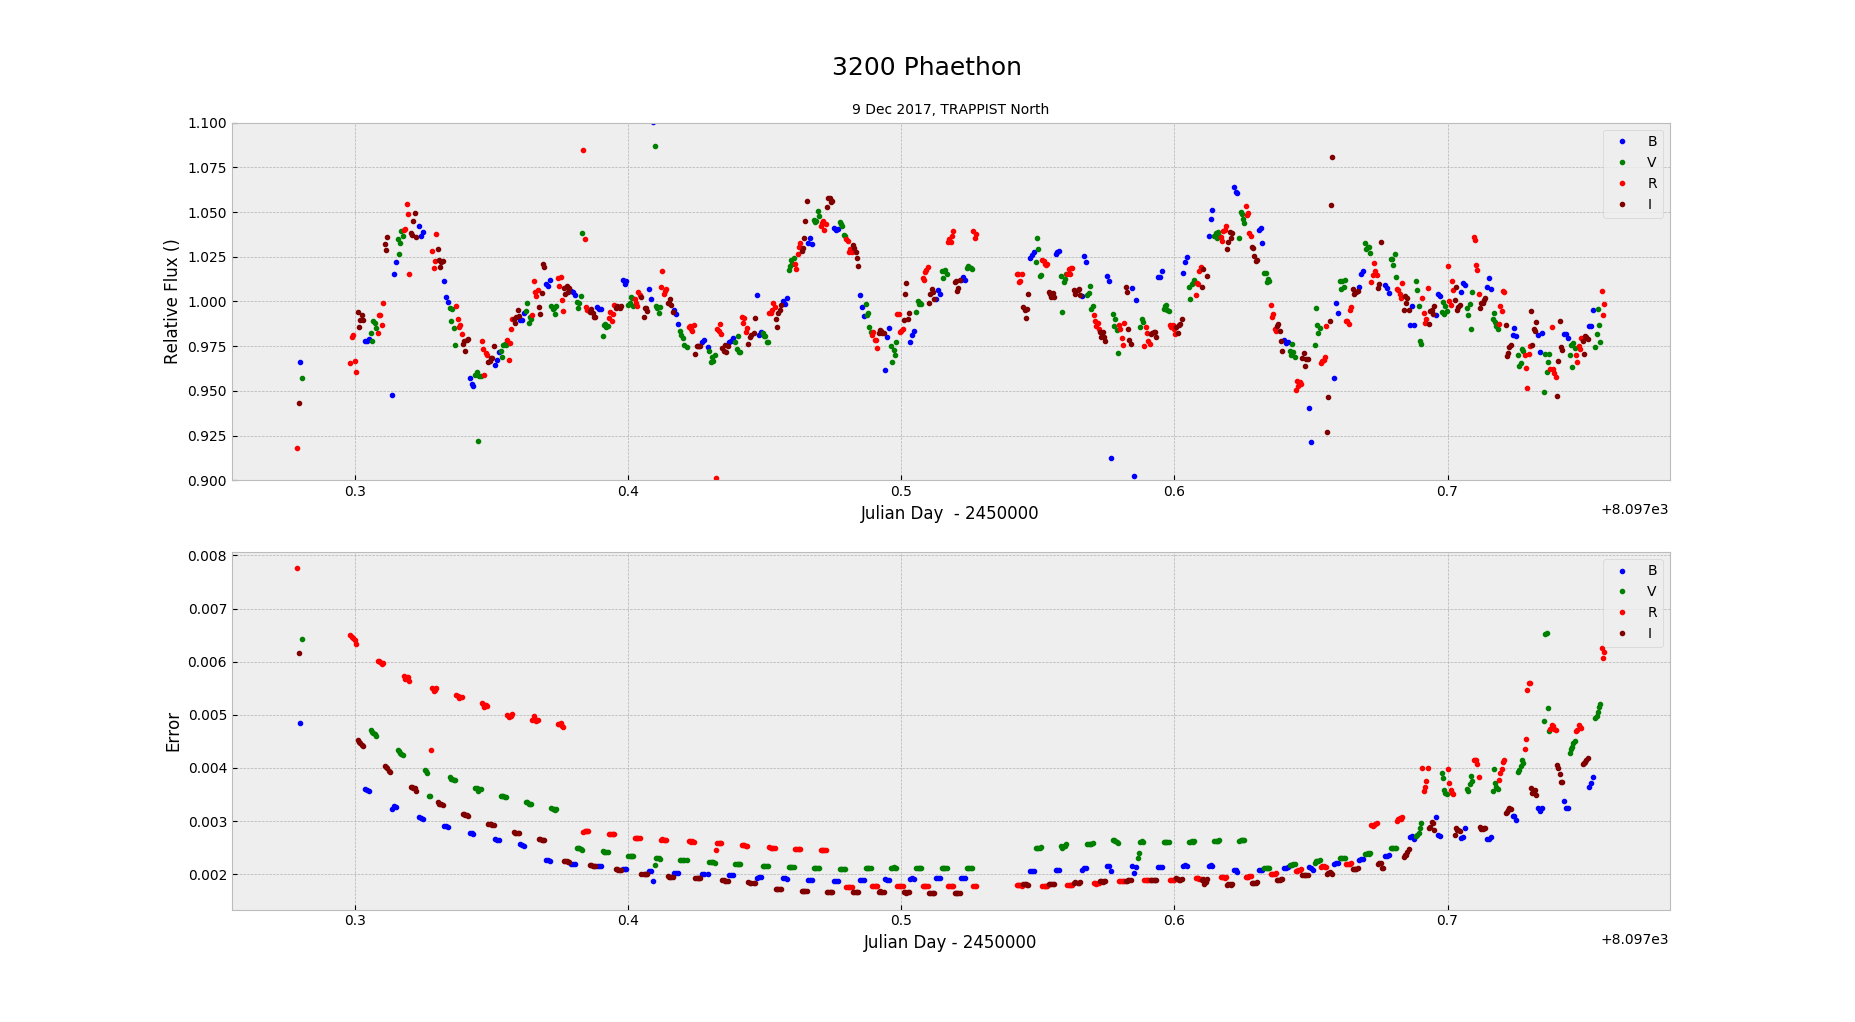 3200 Phaethon
9 Dec 2017, TRAPPIST North
Relative Flux ()
1.100
1.075
1.050
1.025
1.000
0.975
0.950
0.925
0.900
B
V
R
I
0.3 0.4 0.5 0.6 0.7
+8.097e3
Julian Day - 2450000
Error
0.008
0.007
0.006
0.005
0.004
0.003
0.002
B
V
R
I
0.3 0.4 0.5 0.6 0.7
+8.097e3
Julian Day - 2450000